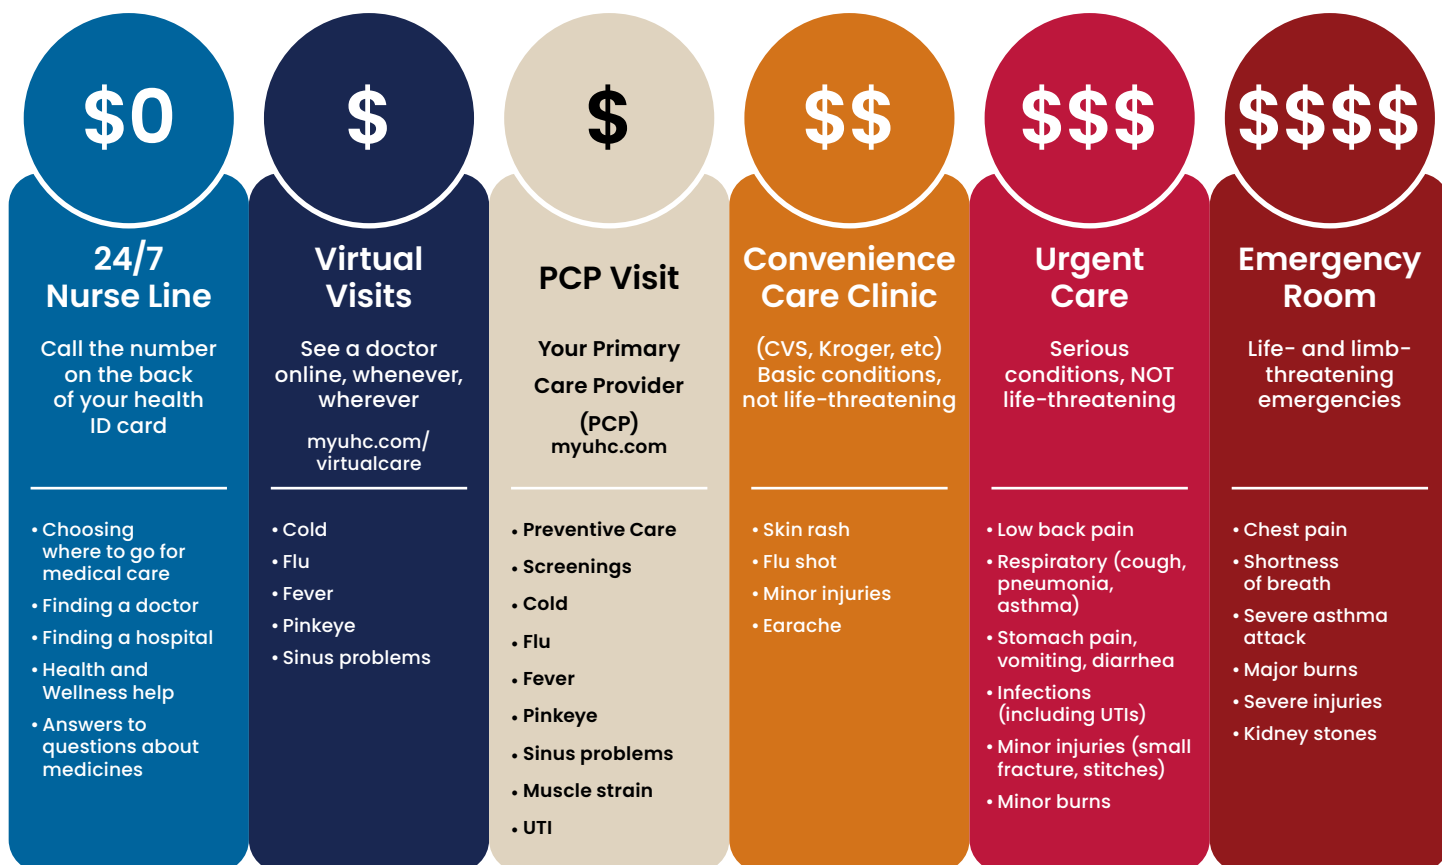 $0
24/7
Nurse Line
Call the number
on the back
of your health
ID card
• Choosing
where to go for
medical care
• Finding a doctor
• Finding a hospital
• Health and
Wellness help
• Answers to
questions about
medicines
$
Virtual
Visits
See a doctor
online, whenever,
wherever
myuhc.com/
virtualcare
• Cold
• Flu
• Fever
• Pinkeye
• Sinus problems
$
PCP Visit
Your Primary
Care Provider
(PCP)
myuhc.com
• Preventive Care
• Screenings
• Cold
• Flu
• Fever
• Pinkeye
• Sinus problems
• Muscle strain
• UTI
$$
Convenience
Care Clinic
(CVS, Kroger, etc)
Basic conditions,
not life-threatening
• Skin rash
• Flu shot
• Minor injuries
• Earache
$$$
Urgent
Care
Serious
conditions, NOT
life-threatening
• Low back pain
• Respiratory (cough,
pneumonia,
asthma)
• Stomach pain,
vomiting, diarrhea
• Infections
(including UTIs)
• Minor injuries (small
fracture, stitches)
• Minor burns
$$$$
Emergency
Room
Life- and limb-
threatening
emergencies
• Chest pain
• Shortness
of breath
• Severe asthma
attack
• Major burns
• Severe injuries
• Kidney stones